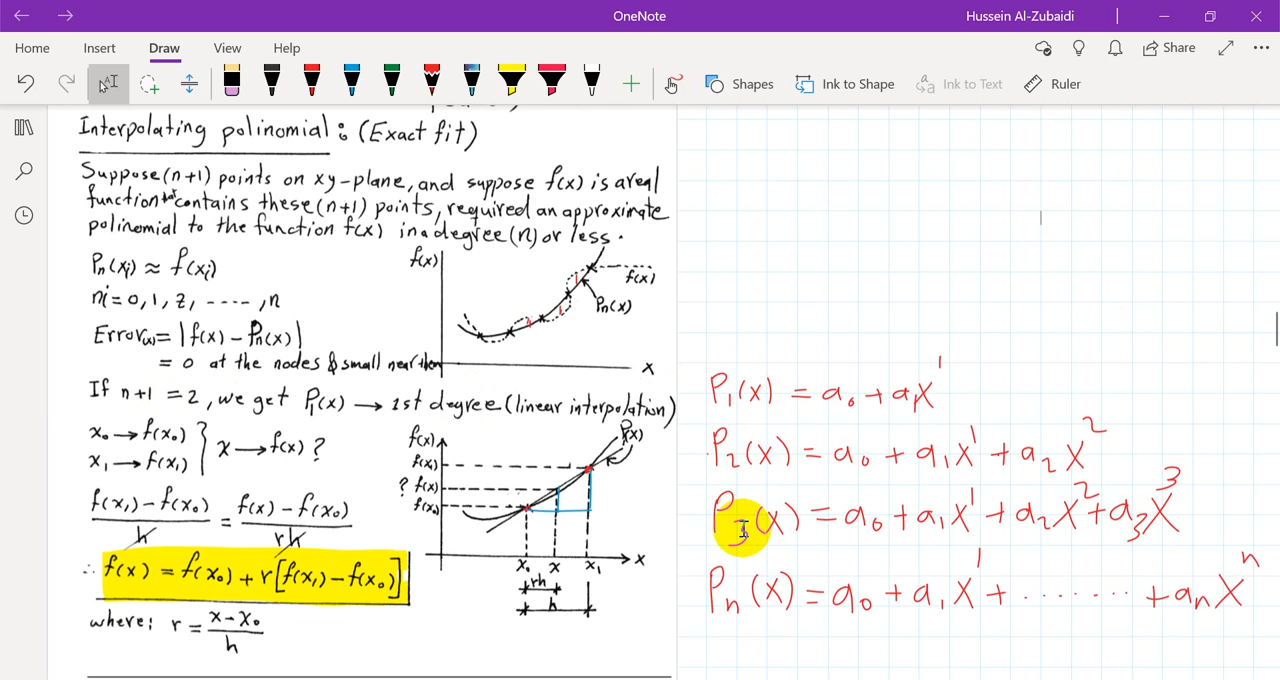 OneNote
Hussein Al-Zubaidi
Home Insert Draw View Help
Share
Shapes Ink to Shape Ink to Text Ruler
Interpolating polinomial : (Exact fit)
Suppose (n+1) points on xy-plane, and suppose f(x) is a real
function that contains these (n+1) points, required an approximate
polinomial to the function f(x) in a degree (n) or less.
Pn(xi) ≈ f(xi)
ni = 0, 1, 2, ----, n
Error(x) = |f(x) - Pn(x)|
= 0 at the nodes & small near them
f(x)
f(x)
Pn(x)
x
If n+1 = 2, we get P1(x) → 1st degree (linear interpolation)
x0 → f(x0)
x1 → f(x1)
x → f(x) ?
f(x1) - f(x0) / h = f(x) - f(x0) / rh
∴ f(x) = f(x0) + r[f(x1) - f(x0)]
where: r = x - x0 / h
f(x)
P(x)
f(x1)
? f(x)
f(x0)
x0 x x1
x
rh
h
P1(x) = a0 + a1x^1
P2(x) = a0 + a1x^1 + a2x^2
P3(x) = a0 + a1x^1 + a2x^2 + a3x^3
Pn(x) = a0 + a1x^1 + ........ + anx^n